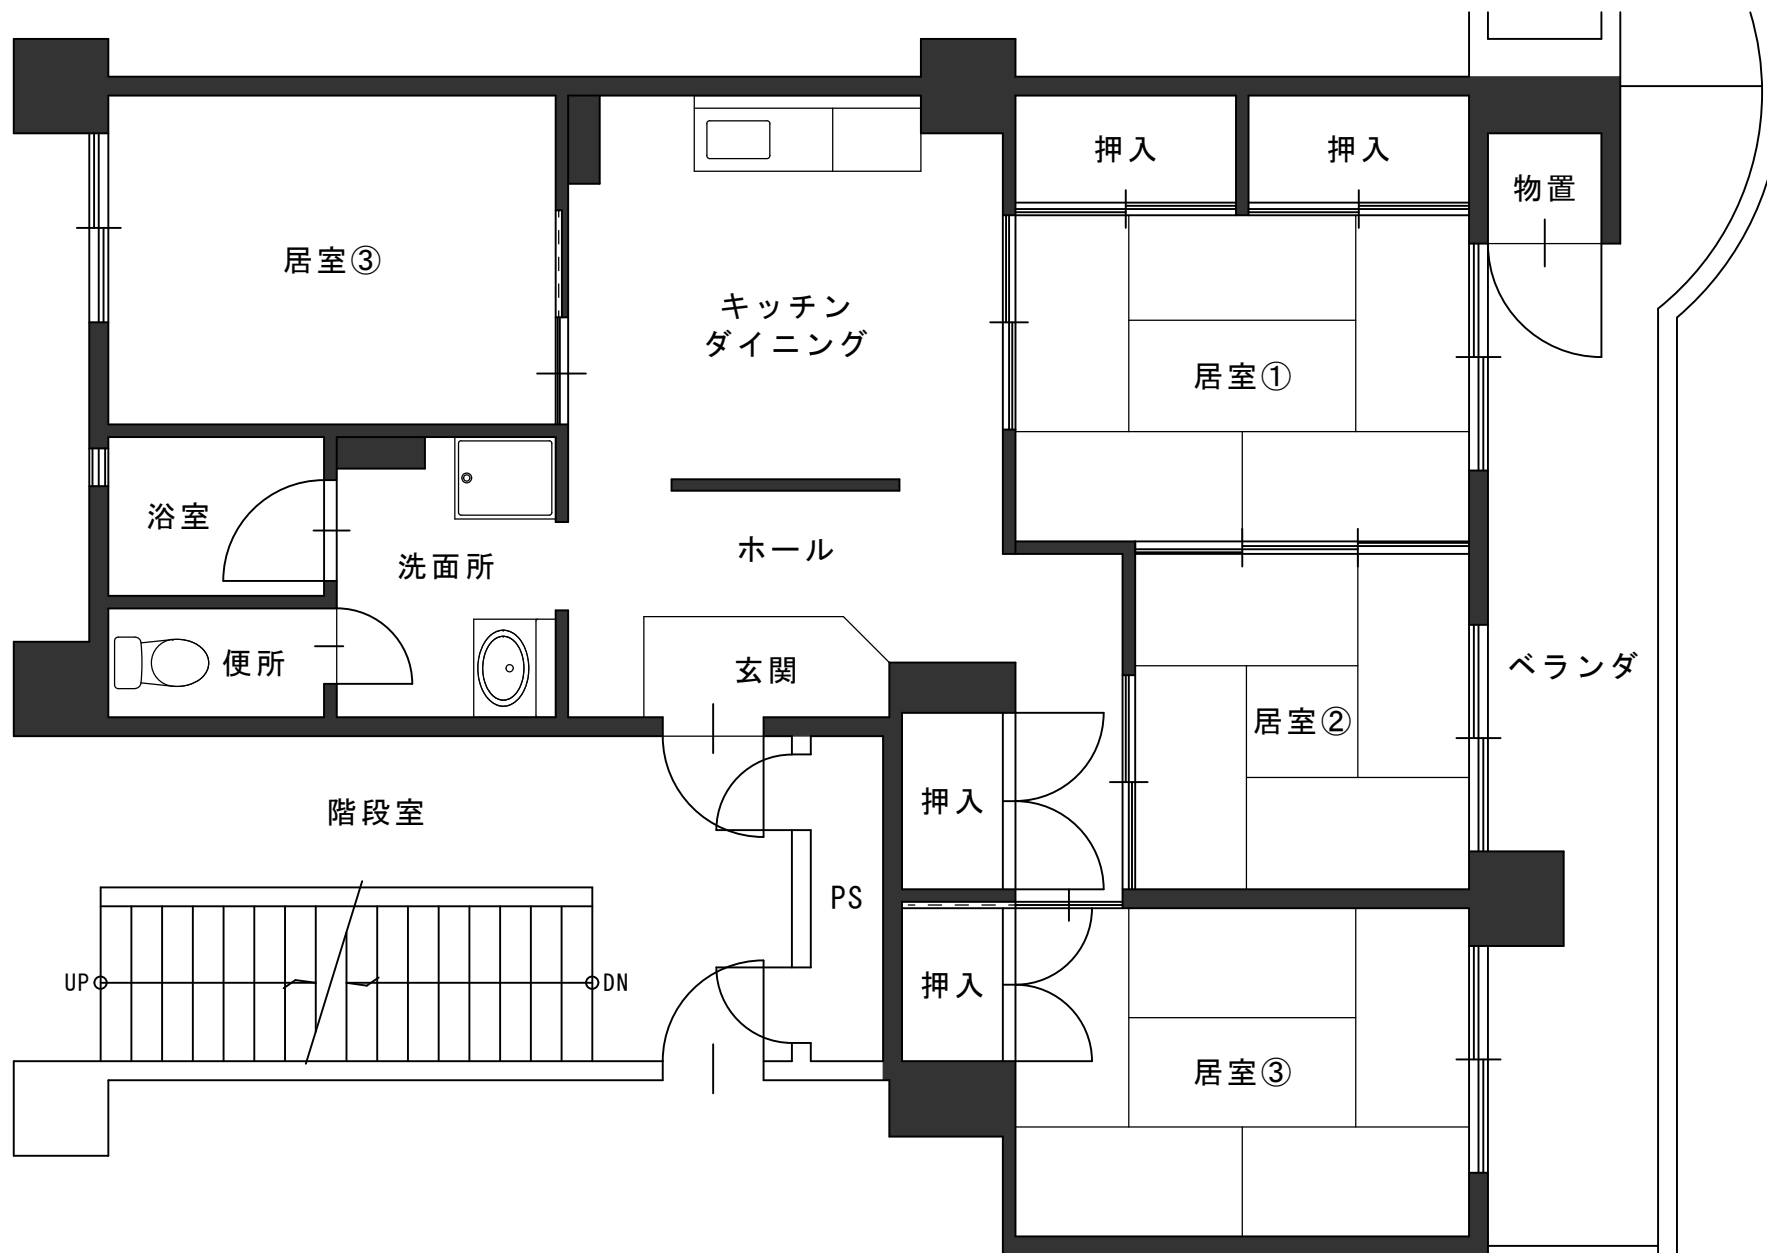 押入
押入
物置
居室③
キッチン
ダイニング
居室①
浴室
洗面所
ホール
便所
玄関
居室②
ベランダ
階段室
押入
PS
UP
DN
押入
居室③